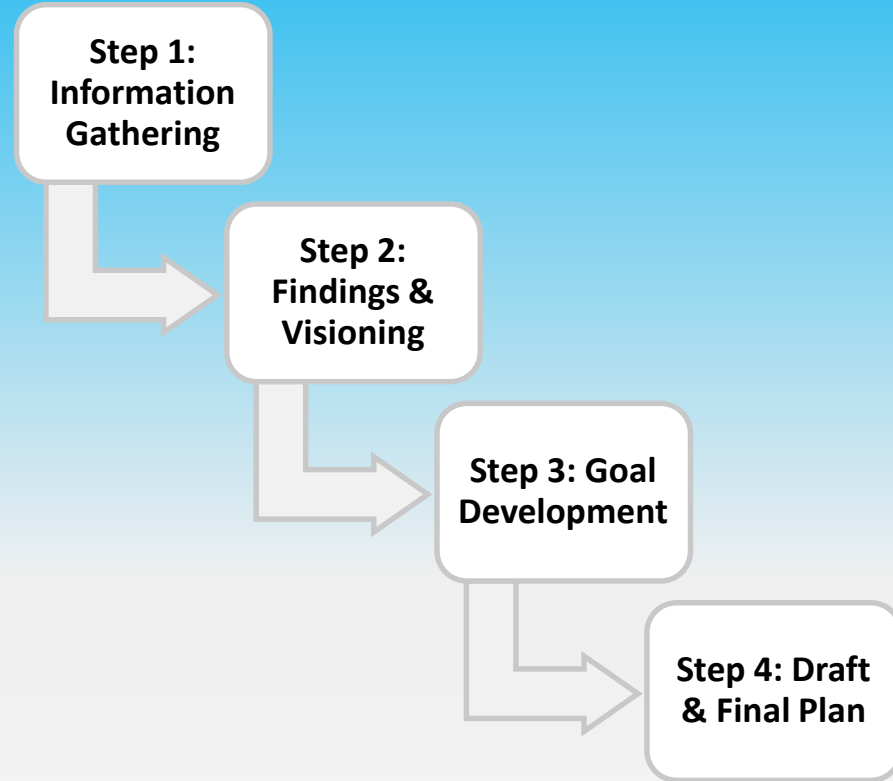 Step 1:
Information
Gathering
Step 2:
Findings &
Visioning
Step 3: Goal
Development
Step 4: Draft
& Final Plan